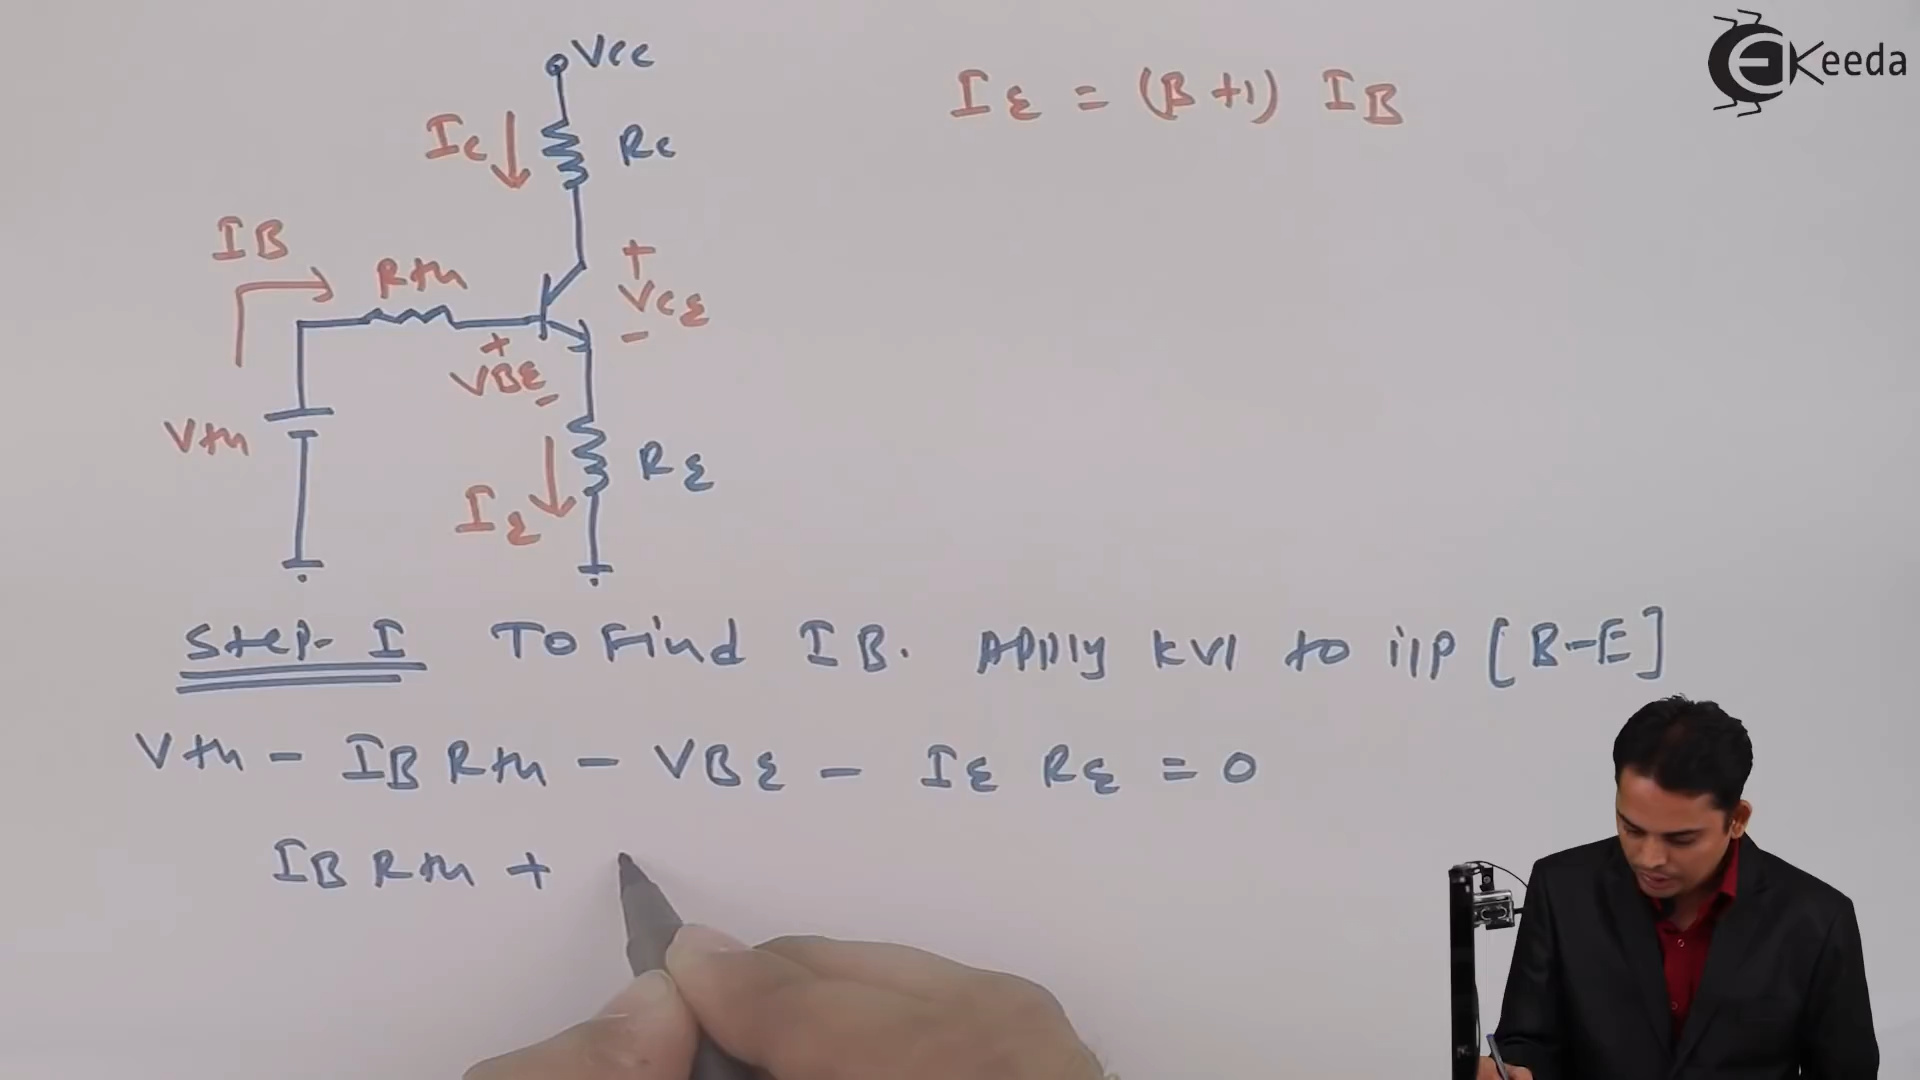 VCC
EKeeda
IE = (B+1) IB
IC
RC
IB
Rth
+
VCE
-
+
VBE
-
Vth
RE
IE
Step-I To Find IB. Apply KVl to i/p [B-E]
Vth - IB Rth - VBE - IE RE = 0
IB Rth +